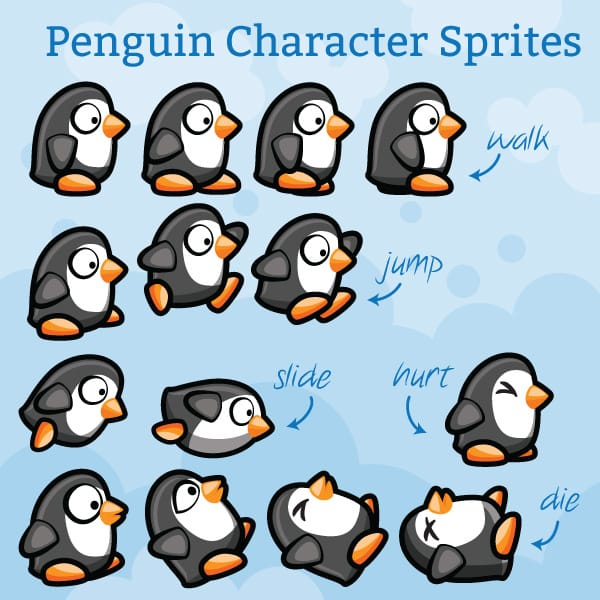 Penguin Character Sprites
walk
jump
slide
hurt
die